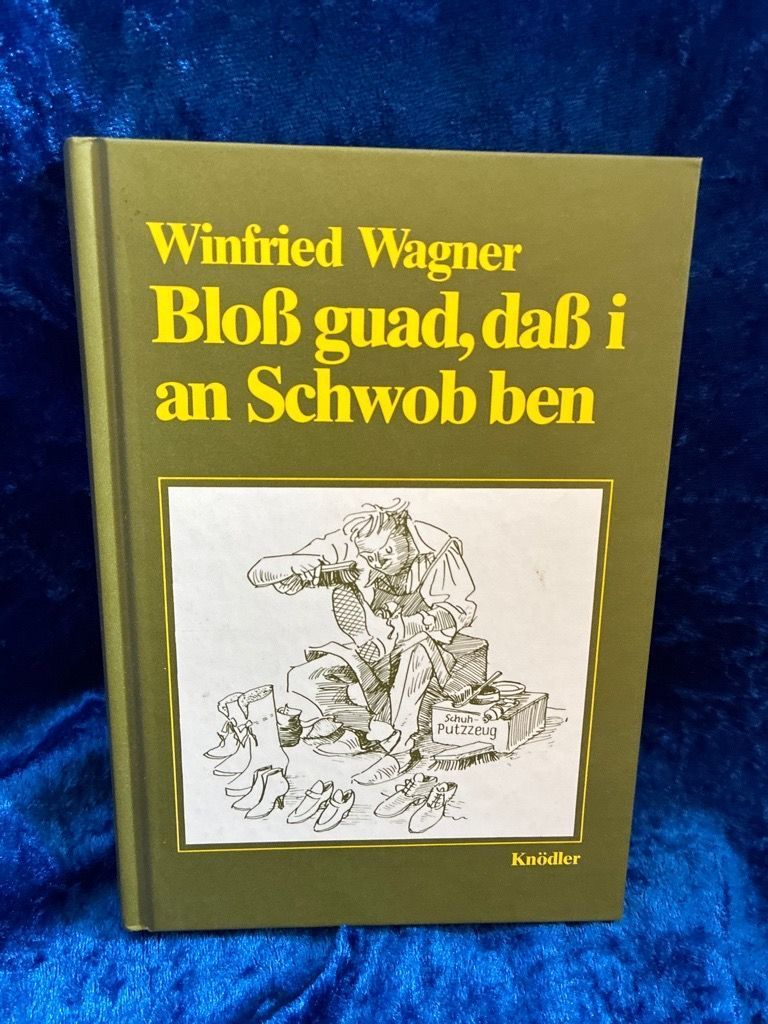 Winfried Wagner
Bloß guad, daß i
an Schwob ben
Schuh-
Putzzeug
Knödler